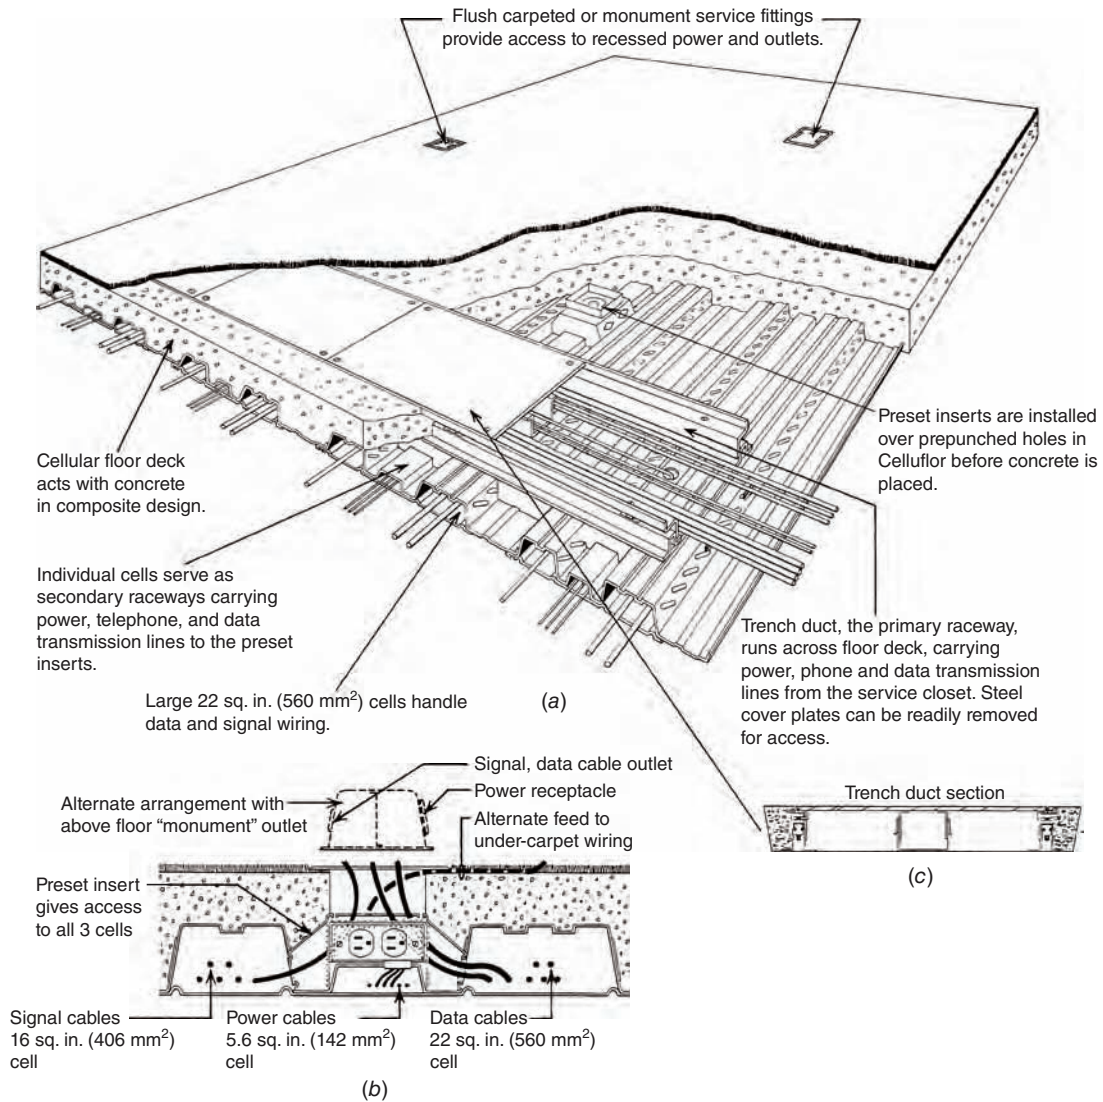 Flush carpeted or monument service fittings
provide access to recessed power and outlets.
Preset inserts are installed
over prepunched holes in
Celluflor before concrete is
placed.
Cellular floor deck
acts with concrete
in composite design.
Individual cells serve as
secondary raceways carrying
power, telephone, and data
transmission lines to the preset
inserts.
Trench duct, the primary raceway,
runs across floor deck, carrying
power, phone and data transmission
lines from the service closet. Steel
cover plates can be readily removed
for access.
Large 22 sq. in. (560 mm²) cells handle
data and signal wiring.
(a)
Signal, data cable outlet
Power receptacle
Alternate arrangement with
above floor “monument” outlet
Alternate feed to
under-carpet wiring
Preset insert
gives access
to all 3 cells
Signal cables
16 sq. in. (406 mm²)
cell
Power cables
5.6 sq. in. (142 mm²)
cell
Data cables
22 sq. in. (560 mm²)
cell
(b)
Trench duct section
(c)